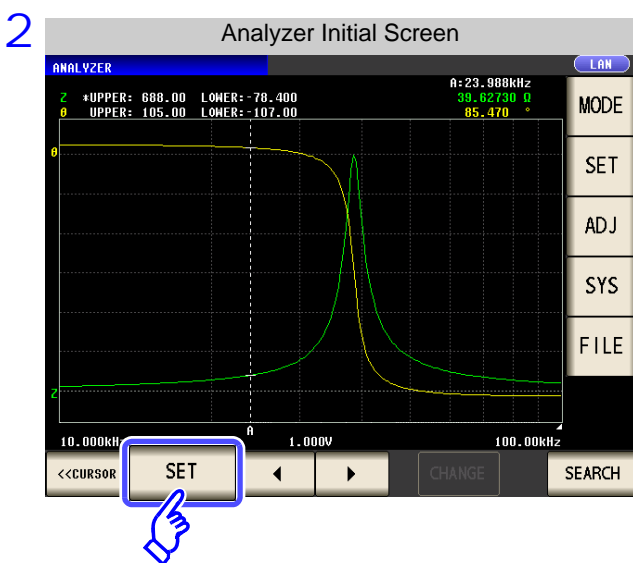 2
Analyzer Initial Screen
ANALYZER
LAN
A:23.988kHz
Z *UPPER: 688.00 LOWER:-78.400 39.62730 Ω
θ UPPER: 105.00 LOWER:-107.00 85.470 °
MODE
θ
SET
ADJ
SYS
FILE
Z
A
10.000kHz 1.000V 100.00kHz
<<CURSOR SET ◀ ▶ CHANGE SEARCH